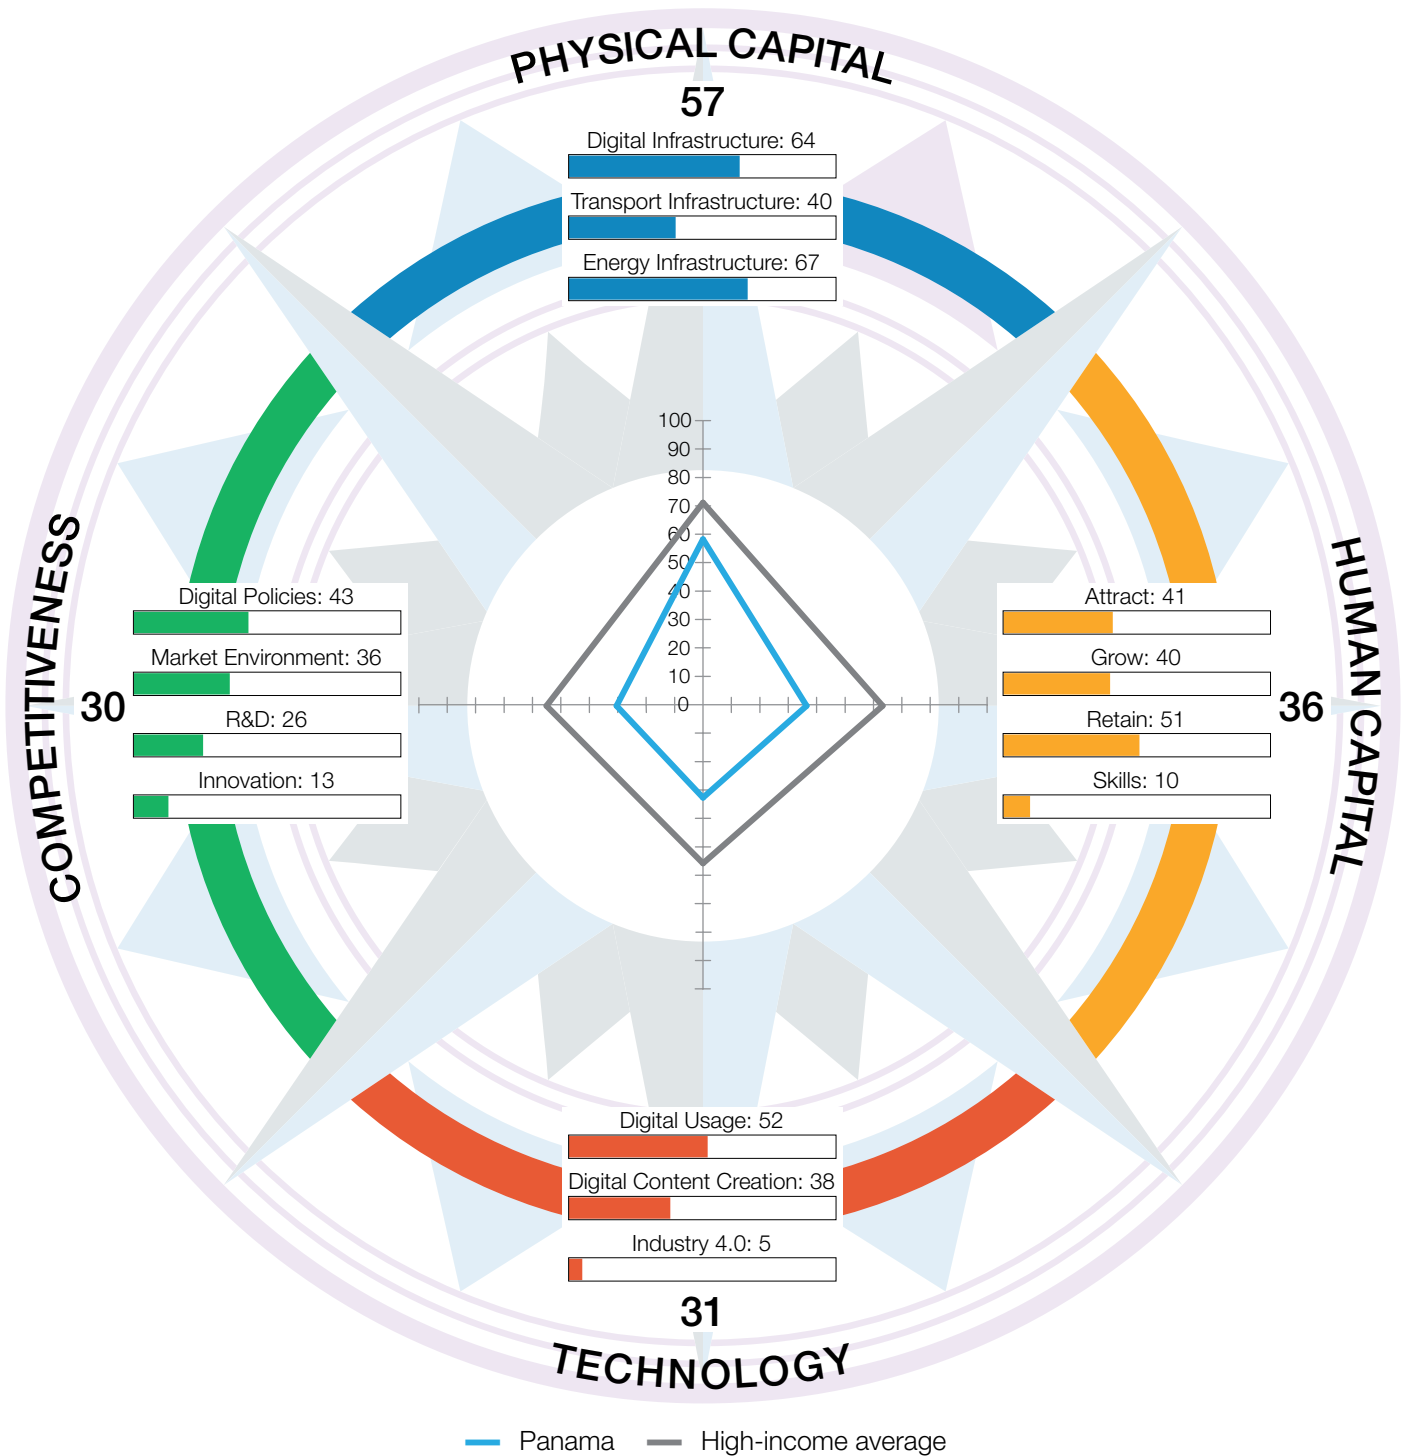 PHYSICAL CAPITAL
57
Digital Infrastructure: 64
Transport Infrastructure: 40
Energy Infrastructure: 67
100
90
80
70
60
50
40
30
20
10
0
COMPETITIVENESS
30
Digital Policies: 43
Market Environment: 36
R&D: 26
Innovation: 13
HUMAN CAPITAL
36
Attract: 41
Grow: 40
Retain: 51
Skills: 10
Digital Usage: 52
Digital Content Creation: 38
Industry 4.0: 5
31
TECHNOLOGY
Panama
High-income average